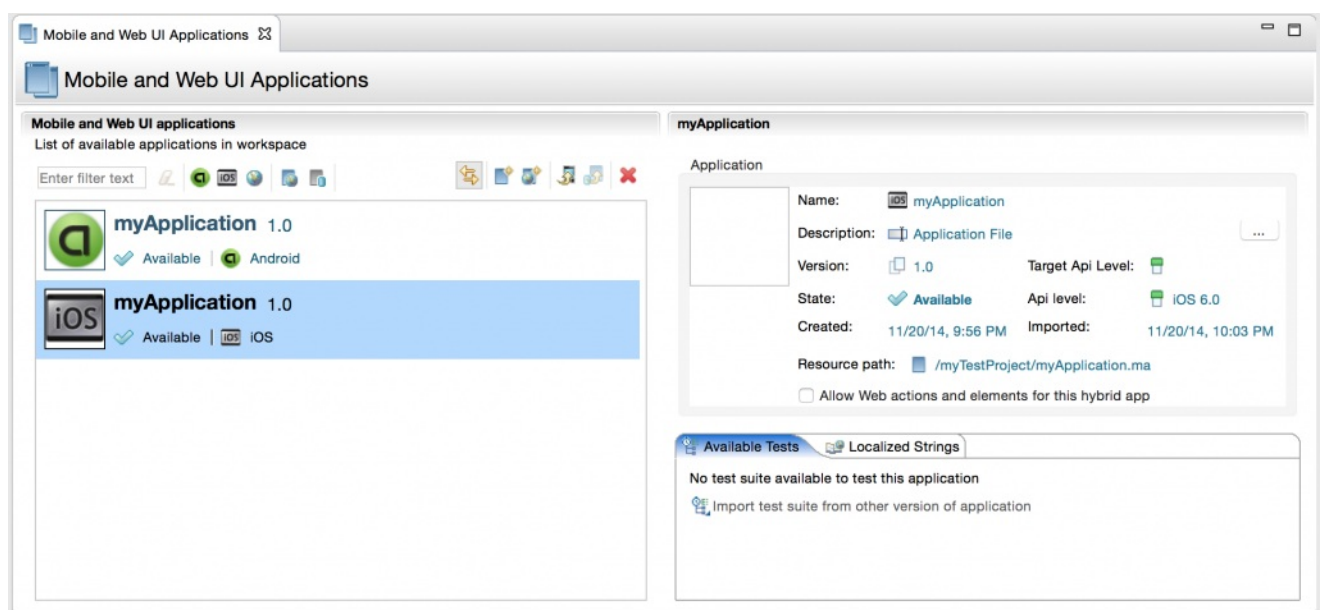 Mobile and Web UI Applications
Mobile and Web UI Applications
Mobile and Web UI applications
List of available applications in workspace
Enter filter text
iOS
myApplication 1.0
Available | Android
iOS
myApplication 1.0
Available | iOS iOS
myApplication
Application
Name: iOS myApplication
Description: Application File ...
Version: 1.0 Target Api Level:
State: Available Api level: iOS 6.0
Created: 11/20/14, 9:56 PM Imported: 11/20/14, 10:03 PM
Resource path: /myTestProject/myApplication.ma
Allow Web actions and elements for this hybrid app
Available Tests Localized Strings
No test suite available to test this application
Import test suite from other version of application